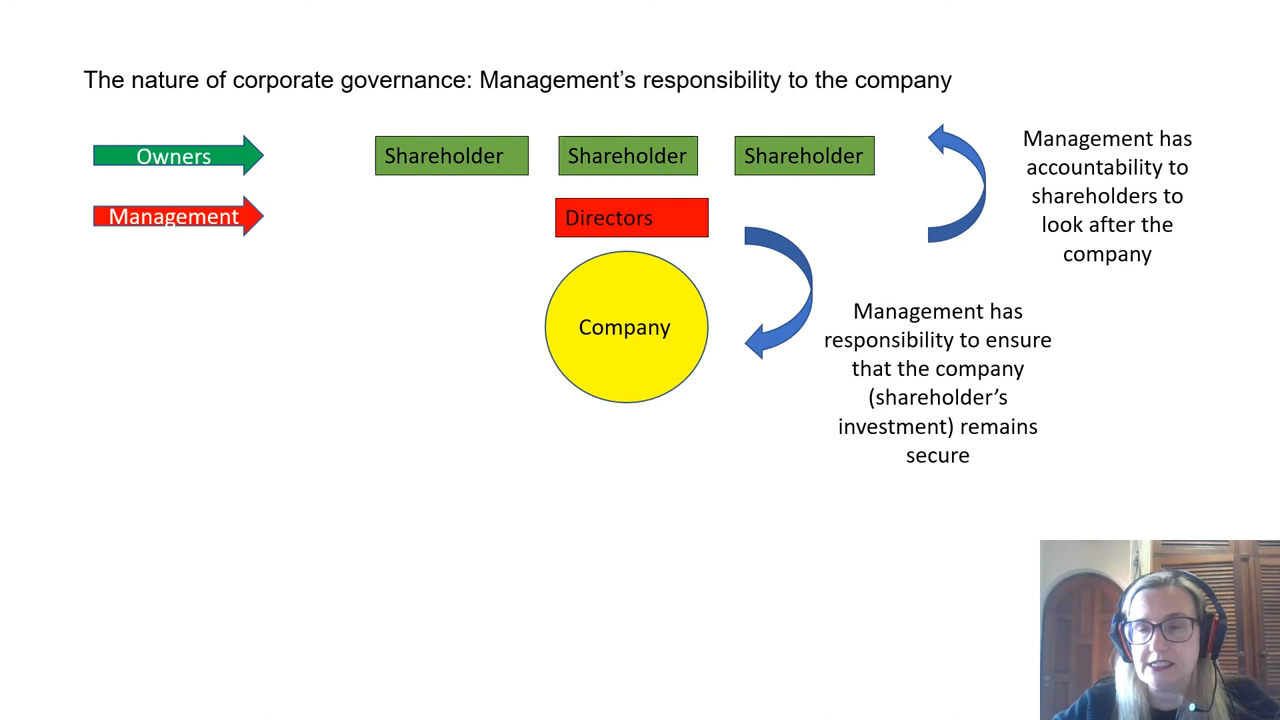 The nature of corporate governance: Management’s responsibility to the company
Owners
Shareholder
Shareholder
Shareholder
Management
Directors
Company
Management has
accountability to
shareholders to
look after the
company
Management has
responsibility to ensure
that the company
(shareholder’s
investment) remains
secure